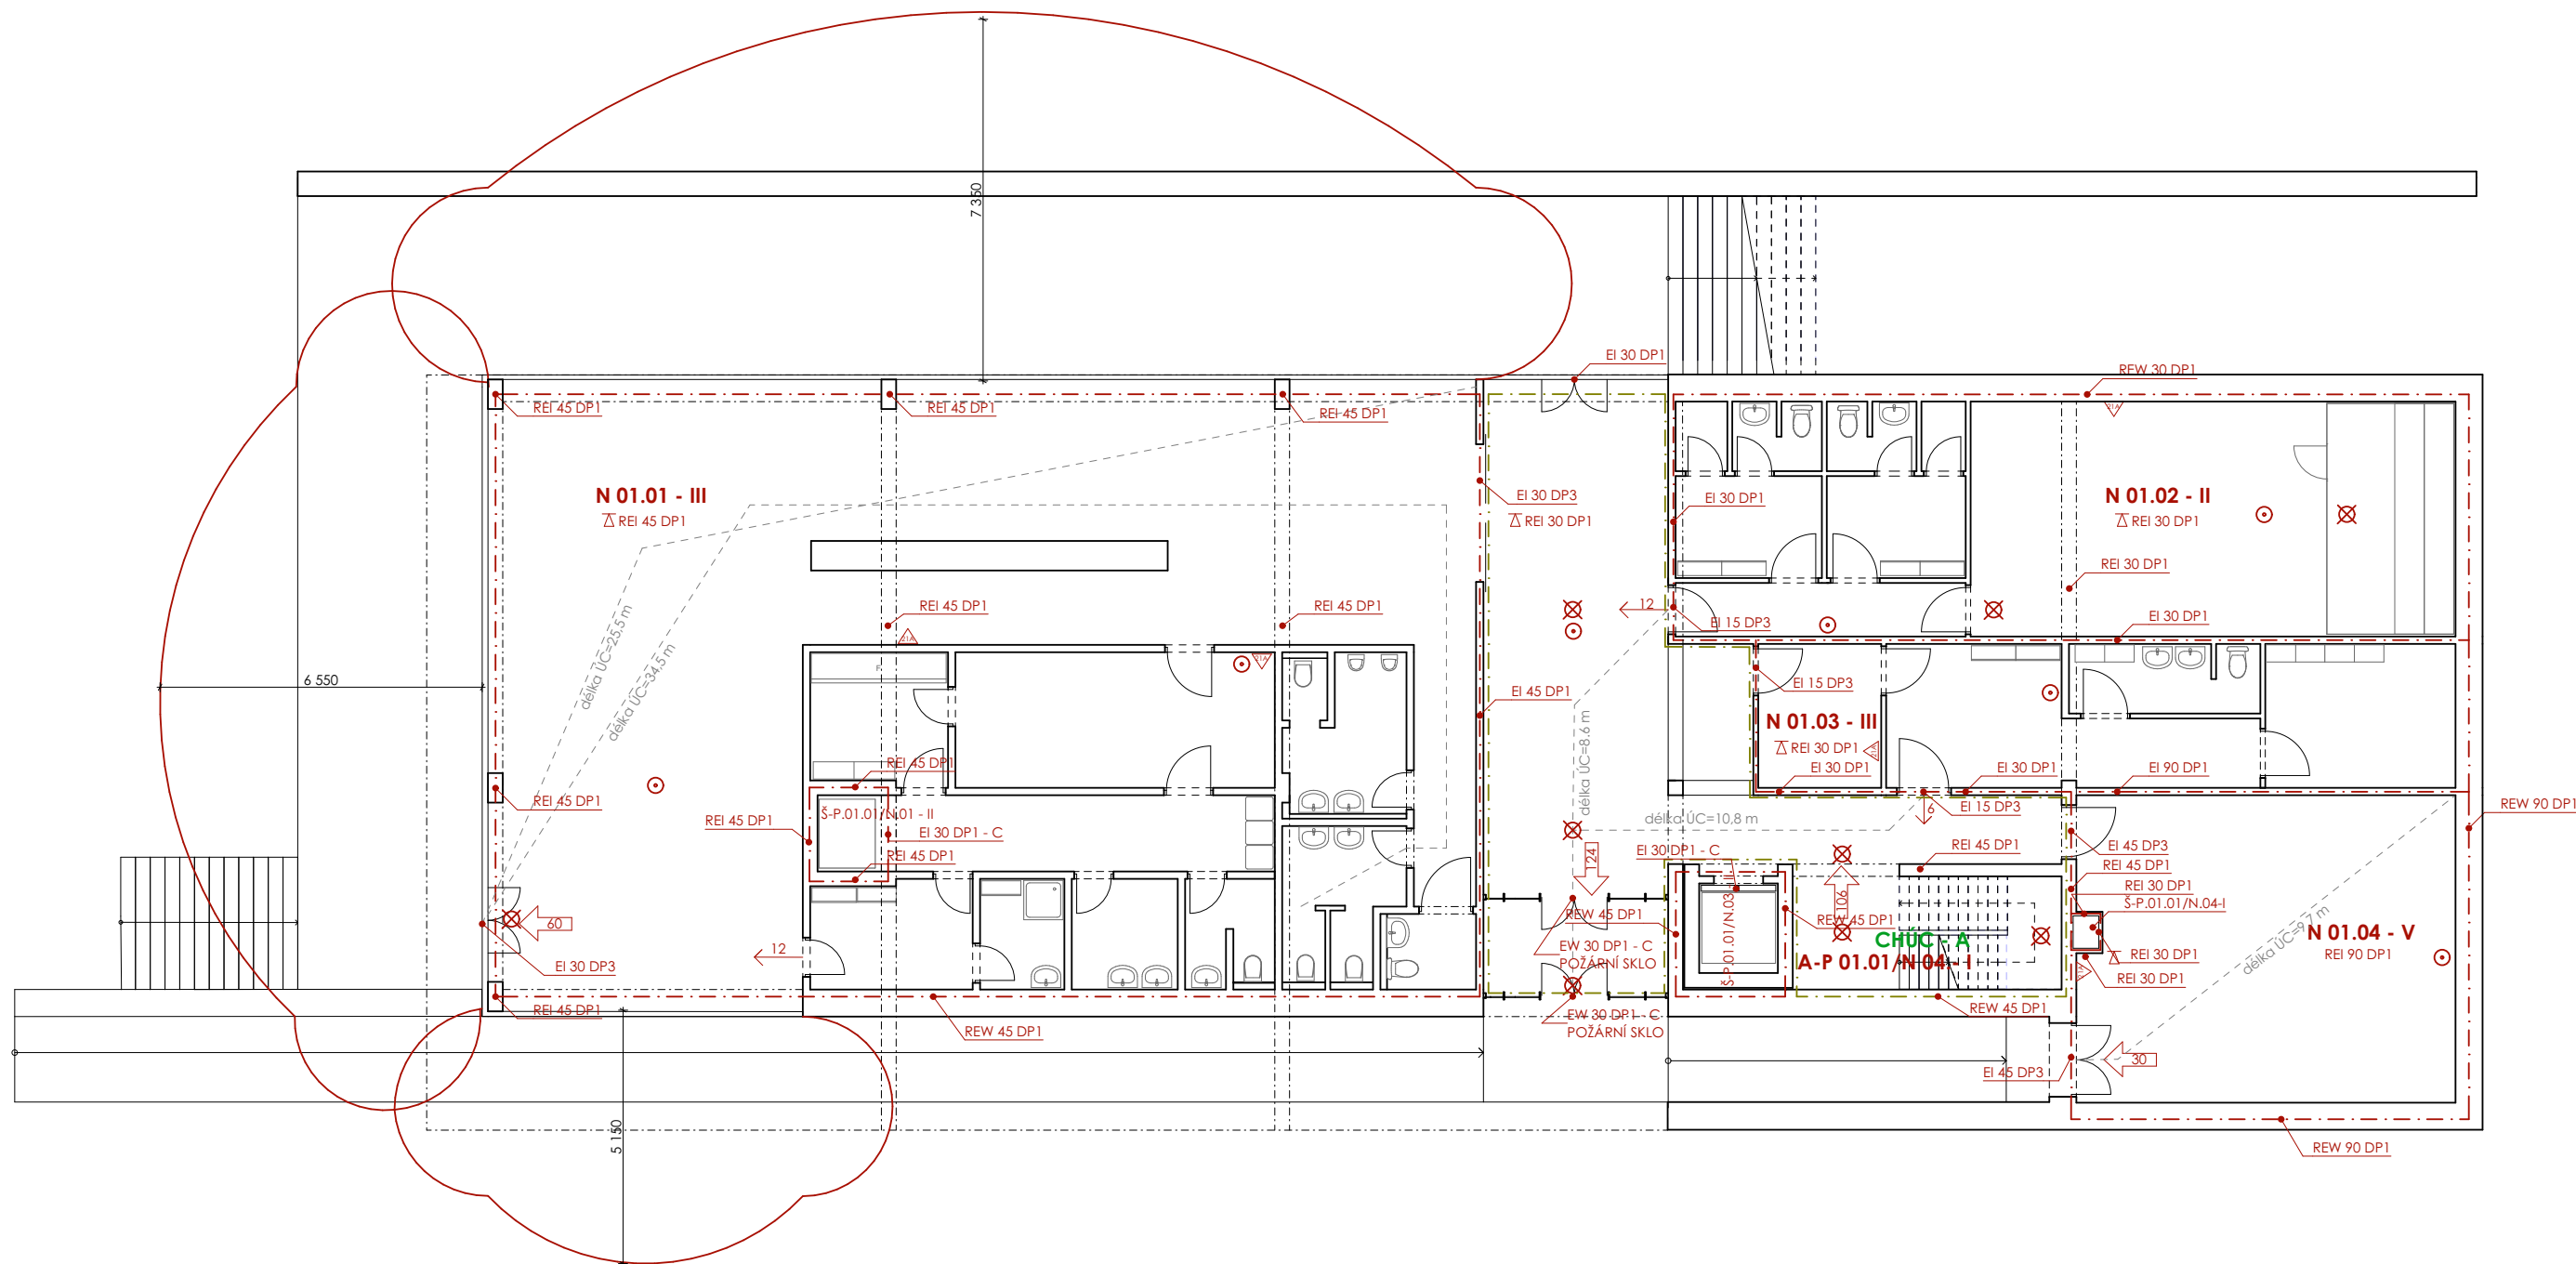 7 350
EI 30 DP1
REW 30 DP1
REI 45 DP1
REI 45 DP1
REI 45 DP1
21A
N 01.01 - III
REI 45 DP1
EI 30 DP3
REI 30 DP1
EI 30 DP1
N 01.02 - II
REI 30 DP1
REI 30 DP1
REI 45 DP1
REI 45 DP1
12
EI 15 DP3
EI 30 DP1
21A
21A
délka ÚC=25,5 m
délka ÚC=34,5 m
6 550
EI 45 DP1
EI 15 DP3
N 01.03 - III
REI 30 DP1
21A
délka ÚC=8,6 m
REI 45 DP1
EI 30 DP1
EI 30 DP1
EI 90 DP1
REI 45 DP1
Š-P.01.01/N.01 - II
REI 45 DP1
EI 30 DP1 - C
REI 45 DP1
délka ÚC=10,8 m
6
EI 15 DP3
REW 90 DP1
EI 30 DP1 - C
REI 45 DP1
EI 45 DP3
REI 45 DP1
REI 30 DP1
Š-P.01.01/N.04-I
124
106
60
REW 45 DP1
REW 45 DP1
Š-P.01.01/N.03 - II
CHÚC - A
A-P 01.01/N 04. - I
délka ÚC=9,7 m
N 01.04 - V
REI 90 DP1
REI 30 DP1
REI 30 DP1
21A
12
EI 30 DP3
EW 30 DP1 - C
POŽÁRNÍ SKLO
REI 45 DP1
REW 45 DP1
EW 30 DP1 - C
POŽÁRNÍ SKLO
REW 45 DP1
30
EI 45 DP3
5 150
REW 90 DP1